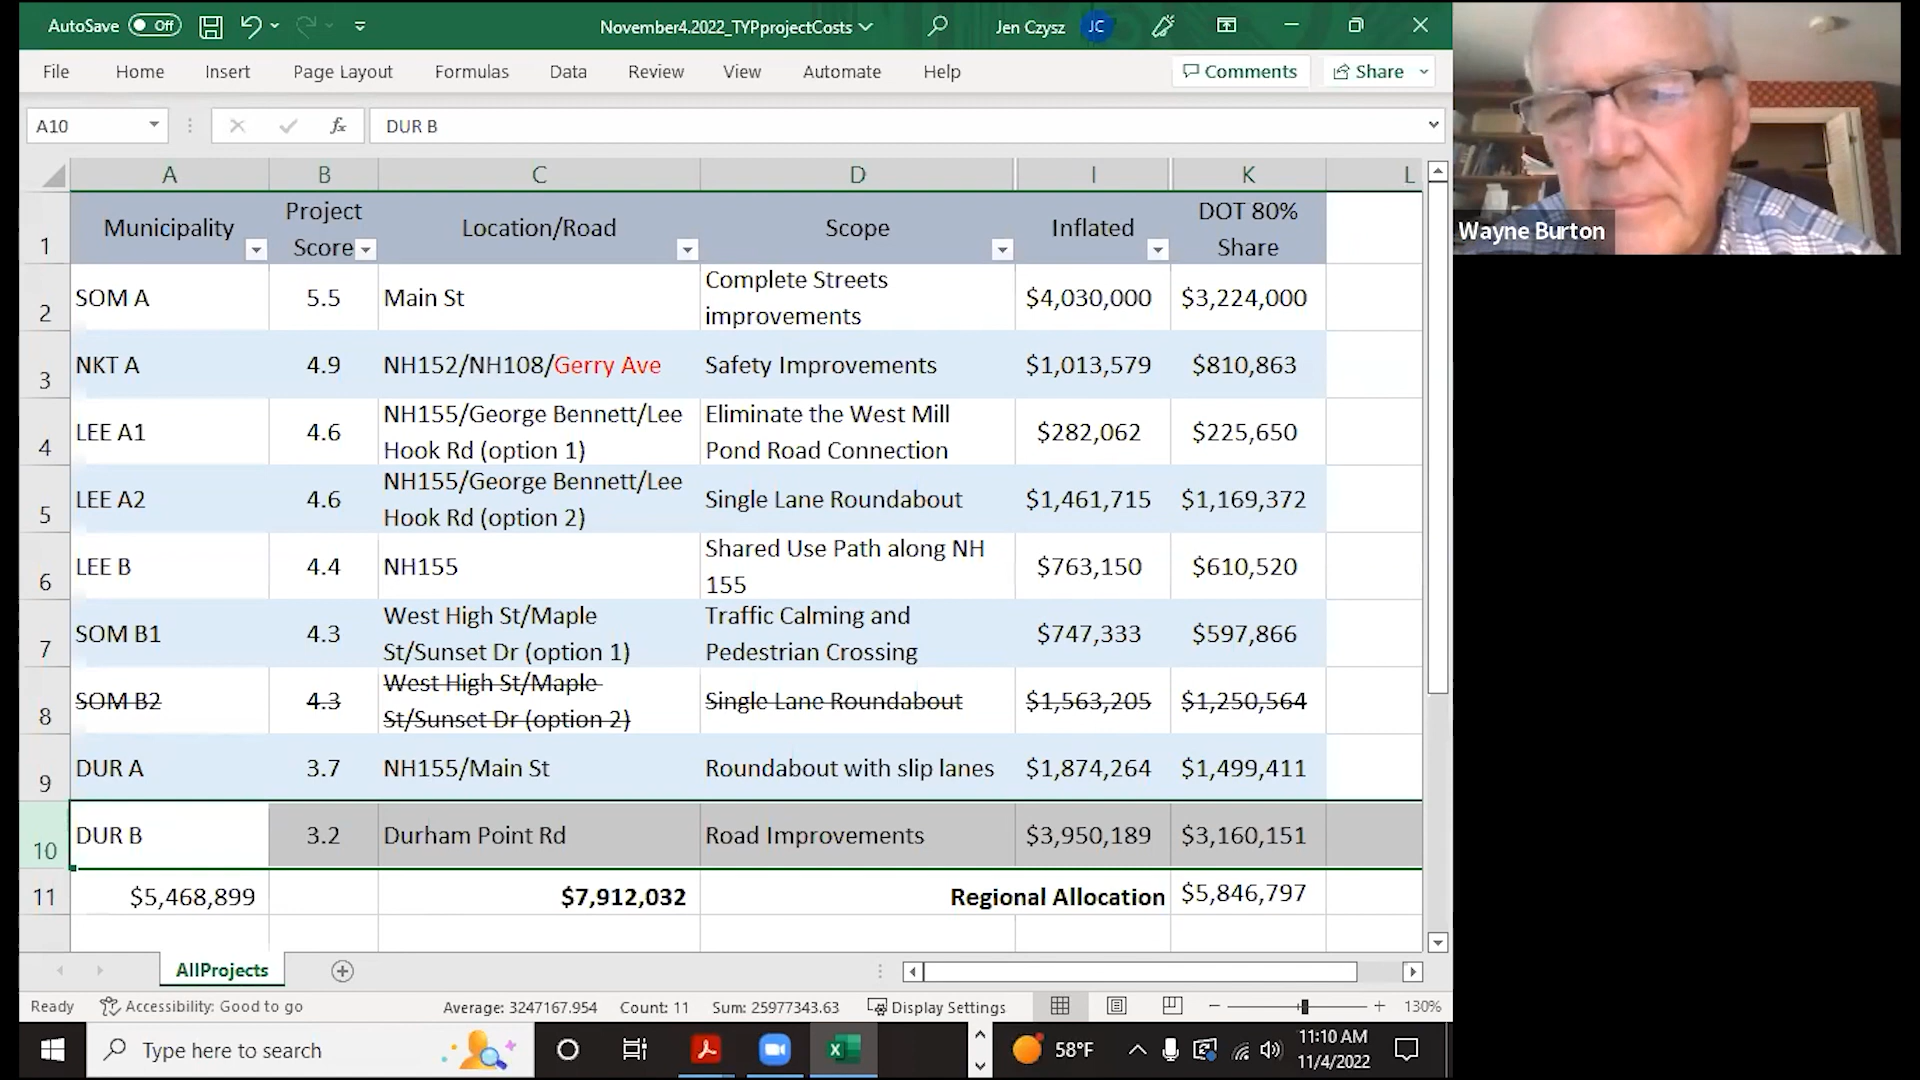 AutoSave Off
November4.2022_TYPprojectCosts
Jen Czysz JC
File Home Insert Page Layout Formulas Data Review View Automate Help
Comments Share
A10 fx DUR B
A B C D I K L
1 Municipality Project Score Location/Road Scope Inflated DOT 80% Share
2 SOM A 5.5 Main St Complete Streets improvements $4,030,000 $3,224,000
3 NKT A 4.9 NH152/NH108/Gerry Ave Safety Improvements $1,013,579 $810,863
4 LEE A1 4.6 NH155/George Bennett/Lee Hook Rd (option 1) Eliminate the West Mill Pond Road Connection $282,062 $225,650
5 LEE A2 4.6 NH155/George Bennett/Lee Hook Rd (option 2) Single Lane Roundabout $1,461,715 $1,169,372
6 LEE B 4.4 NH155 Shared Use Path along NH 155 $763,150 $610,520
7 SOM B1 4.3 West High St/Maple St/Sunset Dr (option 1) Traffic Calming and Pedestrian Crossing $747,333 $597,866
8 SOM B2 4.3 West High St/Maple St/Sunset Dr (option 2) Single Lane Roundabout $1,563,205 $1,250,564
9 DUR A 3.7 NH155/Main St Roundabout with slip lanes $1,874,264 $1,499,411
10 DUR B 3.2 Durham Point Rd Road Improvements $3,950,189 $3,160,151
11 $5,468,899 $7,912,032 Regional Allocation $5,846,797
AllProjects
Ready Accessibility: Good to go Average: 3247167.954 Count: 11 Sum: 25977343.63 Display Settings 130%
Type here to search
58°F
11:10 AM
11/4/2022
Wayne Burton